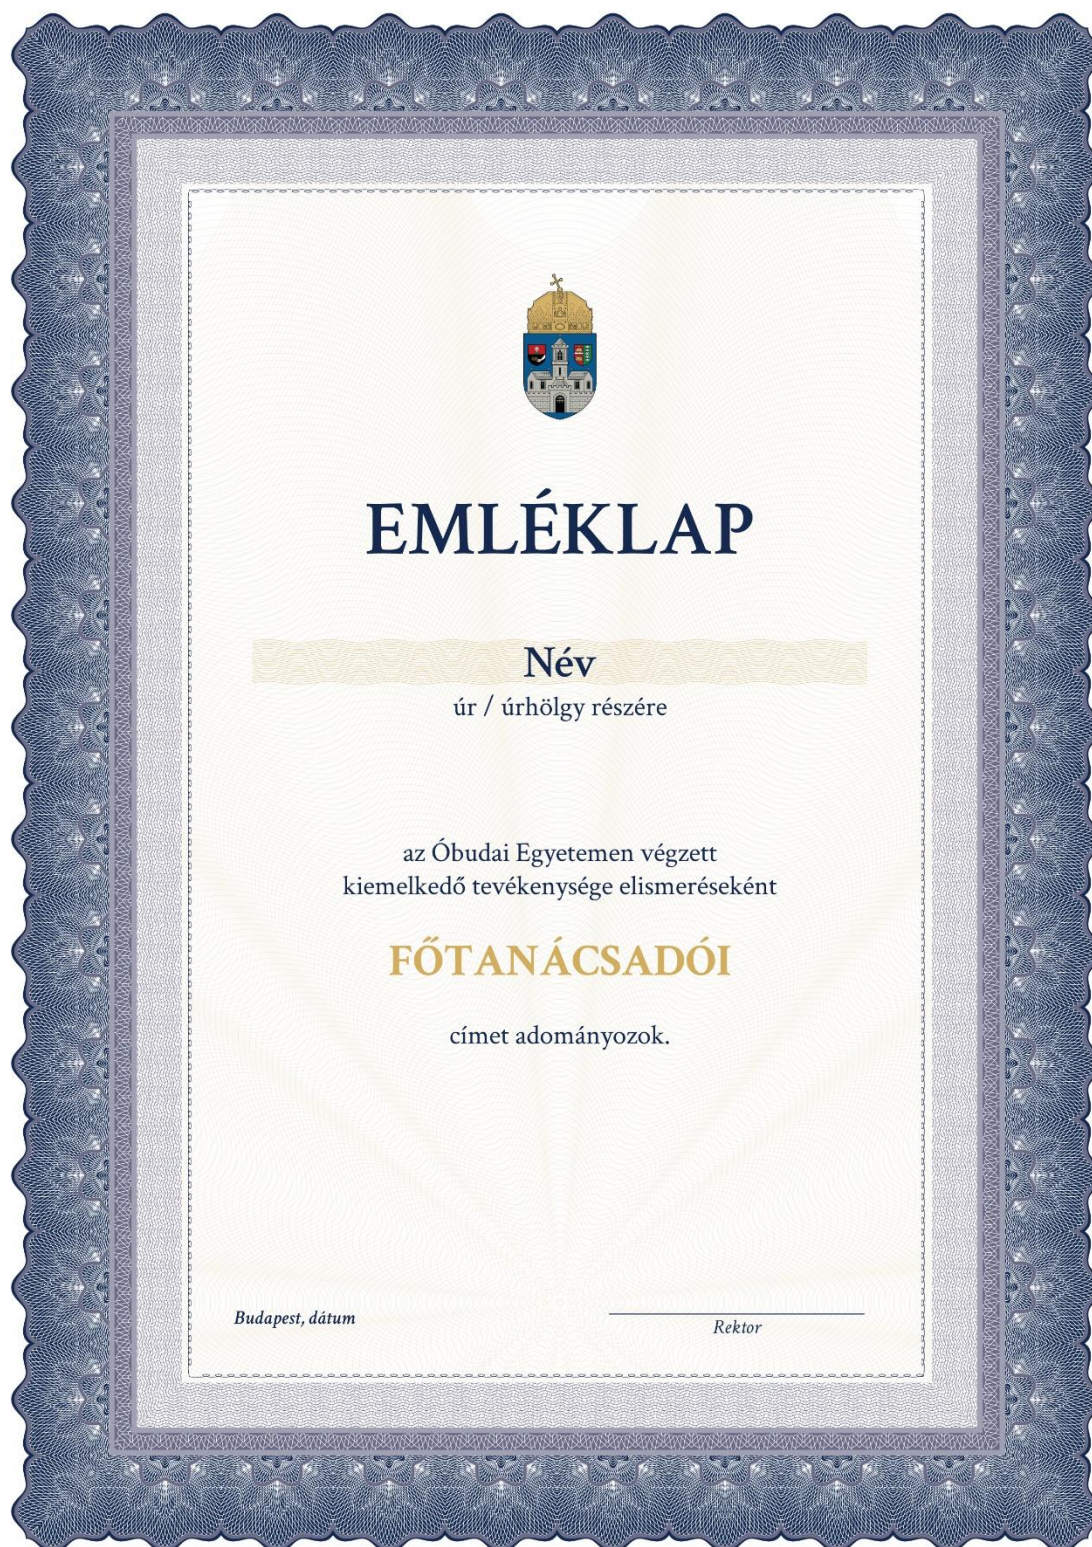 EMLÉKLAP
Név
úr / úrhölgy részére
az Óbudai Egyetemen végzett
kiemelkedő tevékenysége elismeréseként
FŐTANÁCSADÓI
címet adományozok.
Budapest, dátum
Rektor